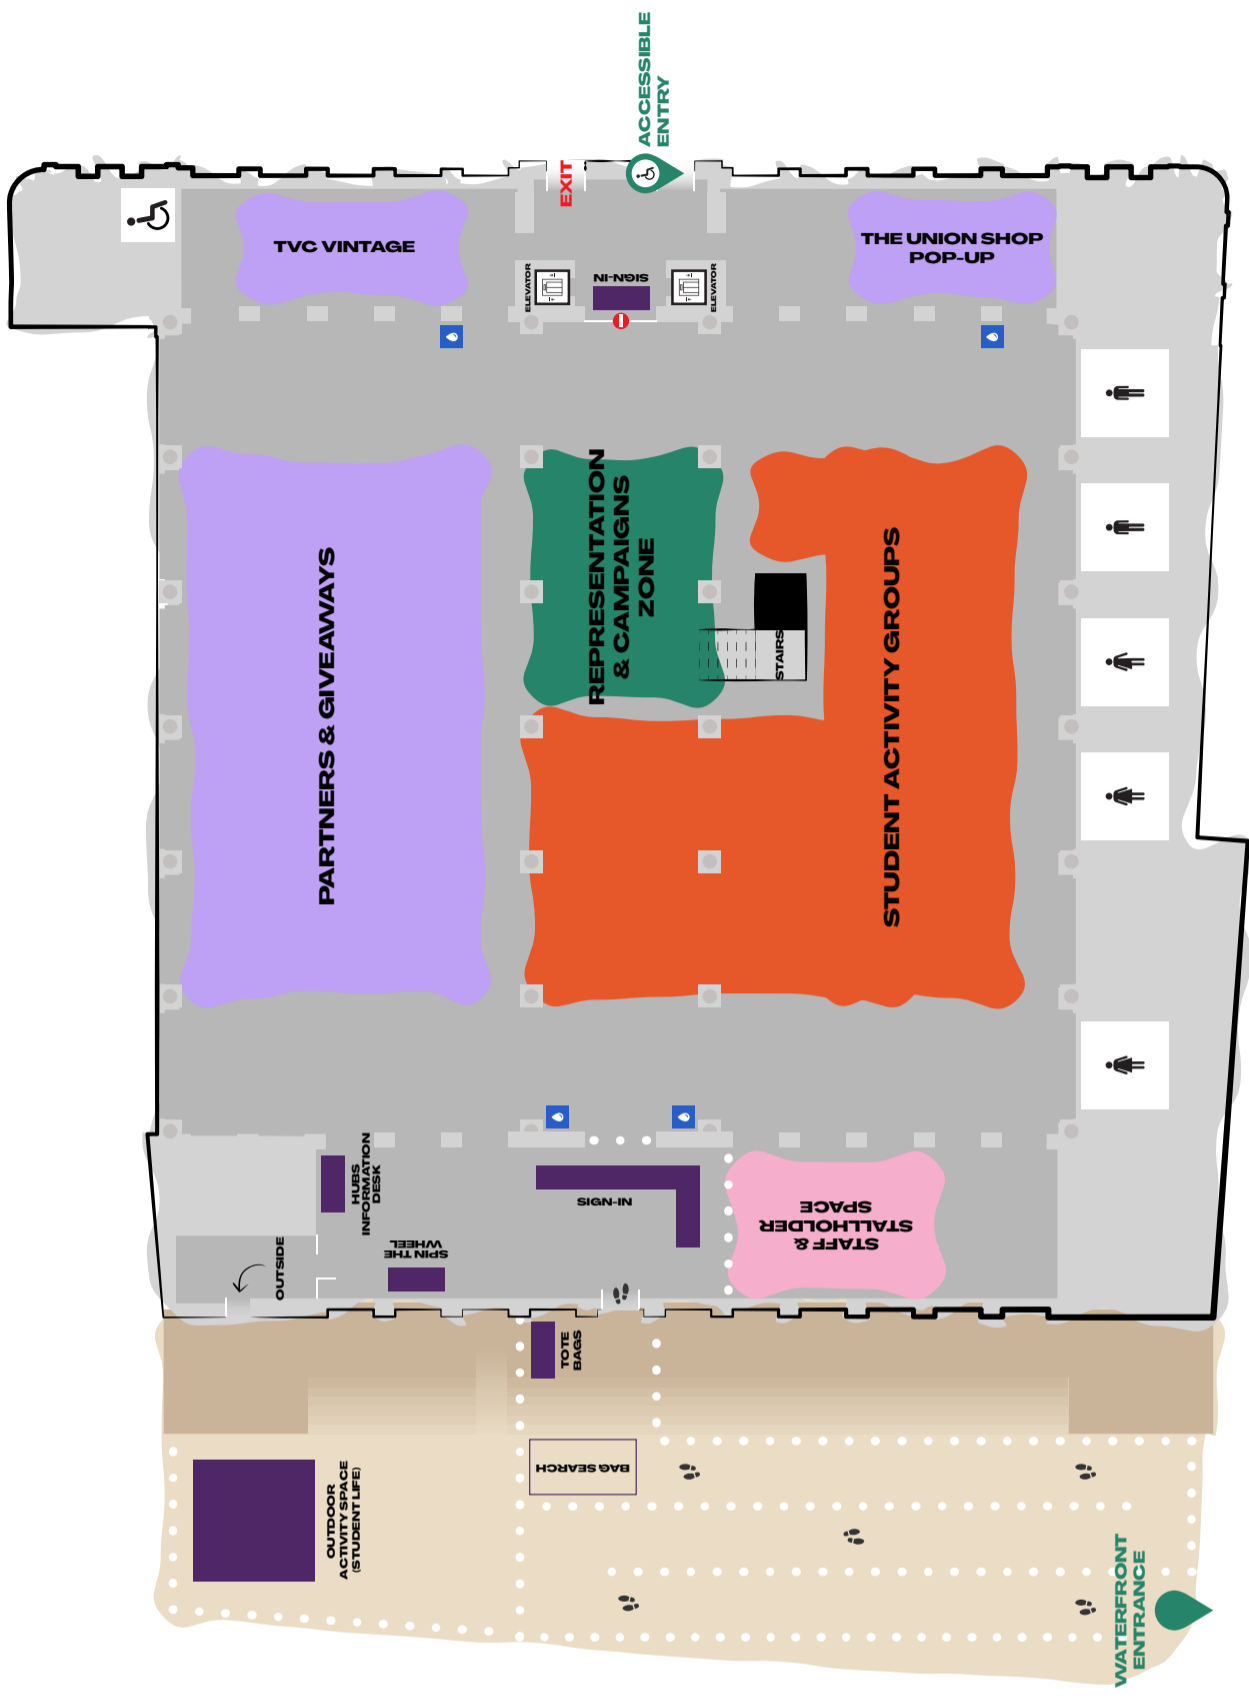 ACCESSIBLE
ENTRY
EXIT
TVC VINTAGE
THE UNION SHOP
POP-UP
ELEVATOR
SIGN-IN
ELEVATOR
PARTNERS & GIVEAWAYS
REPRESENTATION
& CAMPAIGNS
ZONE
STAIRS
STUDENT ACTIVITY GROUPS
HUBS
INFORMATION
DESK
SIGN-IN
STAFF &
STALLHOLDER
SPACE
SPIN THE
WHEEL
OUTSIDE
TOTE
BAGS
BAG SEARCH
OUTDOOR
ACTIVITY SPACE
(STUDENT LIFE)
WATERFRONT
ENTRANCE